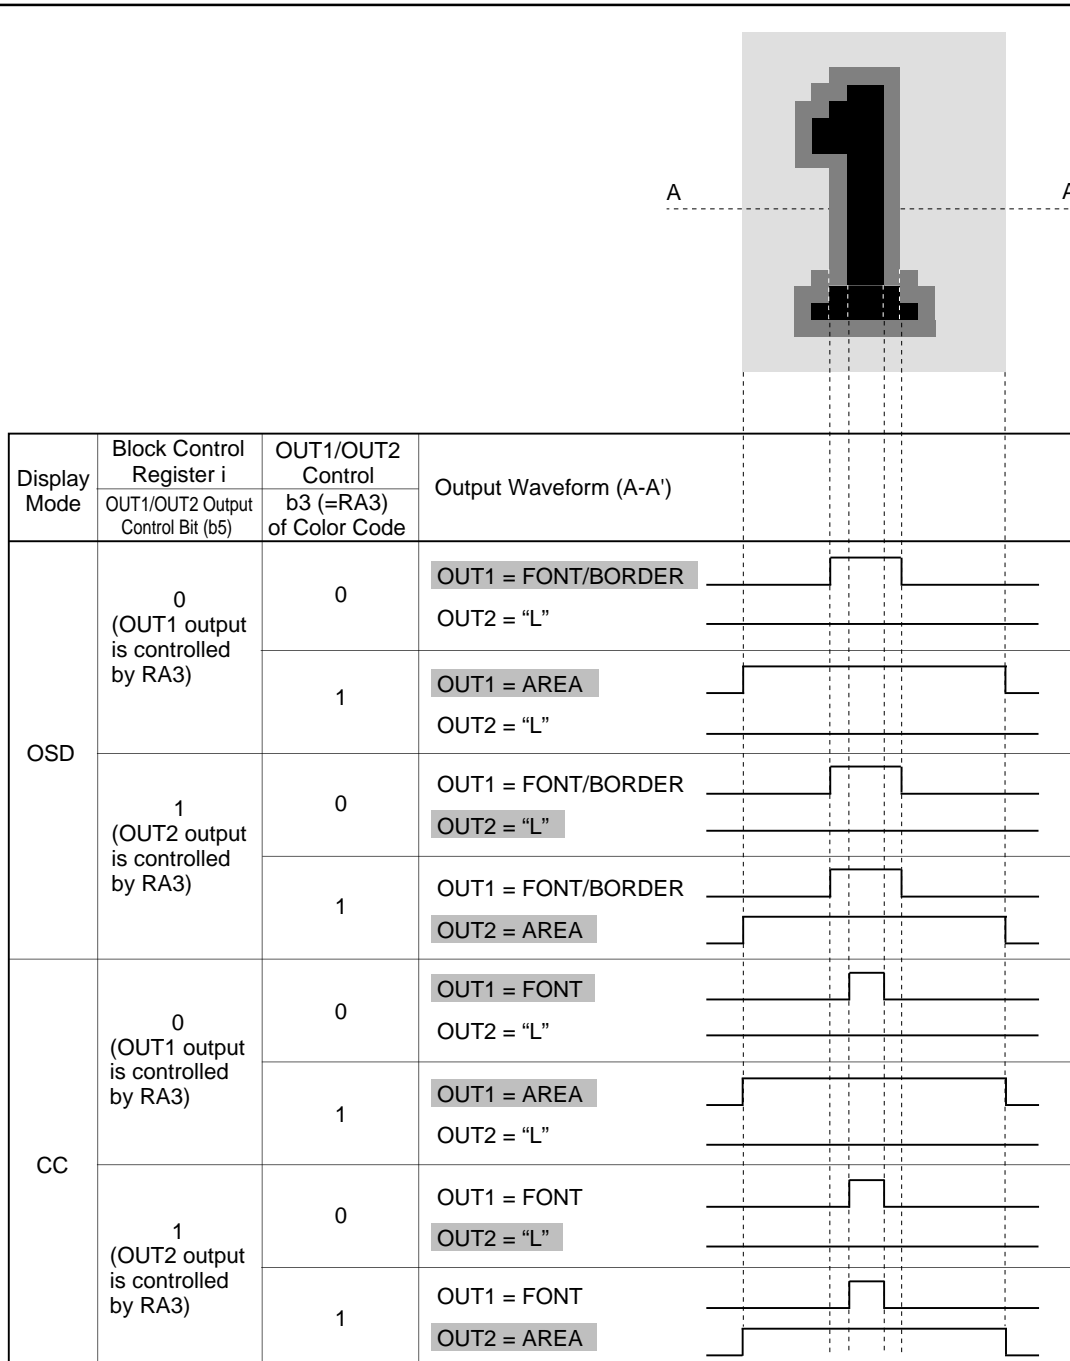 1
A
A
Display
Mode
Block Control
Register i
OUT1/OUT2 Output
Control Bit (b5)
OUT1/OUT2
Control
b3 (=RA3)
of Color Code
Output Waveform (A-A')
OSD
0
(OUT1 output
is controlled
by RA3)
0
OUT1 = FONT/BORDER
OUT2 = “L”
1
OUT1 = AREA
OUT2 = “L”
1
(OUT2 output
is controlled
by RA3)
0
OUT1 = FONT/BORDER
OUT2 = “L”
1
OUT1 = FONT/BORDER
OUT2 = AREA
CC
0
(OUT1 output
is controlled
by RA3)
0
OUT1 = FONT
OUT2 = “L”
1
OUT1 = AREA
OUT2 = “L”
1
(OUT2 output
is controlled
by RA3)
0
OUT1 = FONT
OUT2 = “L”
1
OUT1 = FONT
OUT2 = AREA